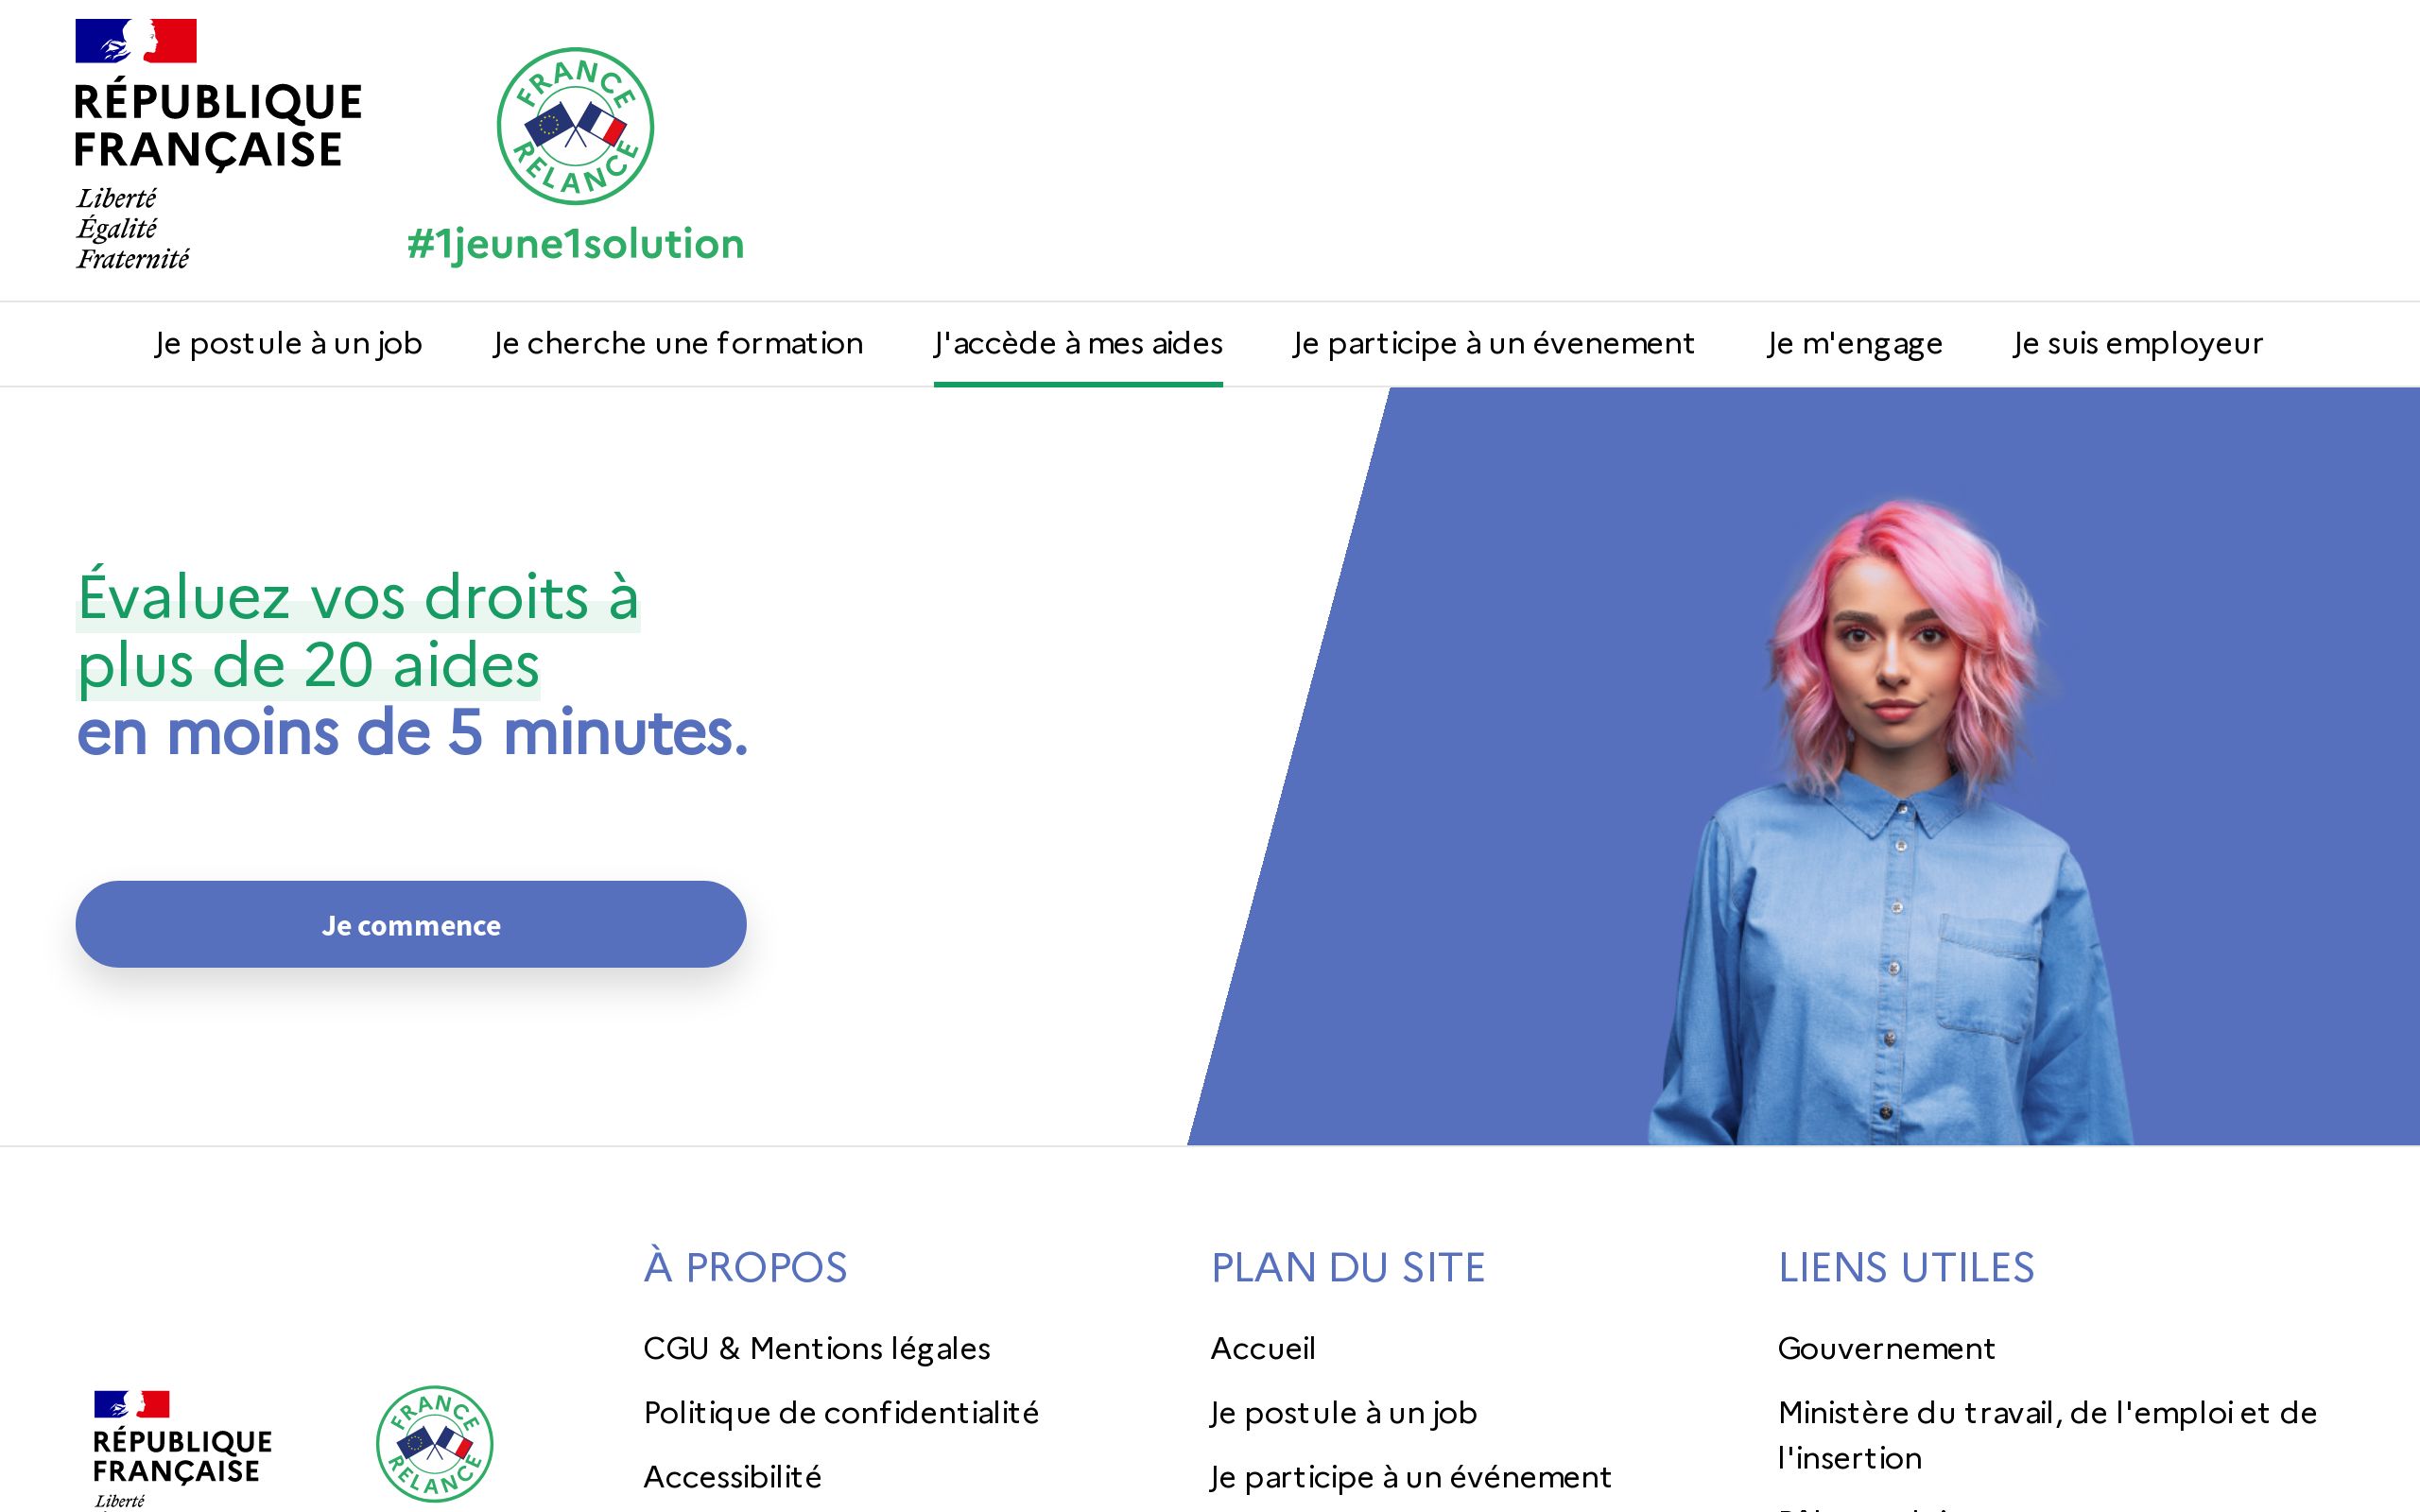 RÉPUBLIQUE
FRANÇAISE
Liberté
Égalité
Fraternité
FRANCE
RELANCE
#1jeune1solution
Je postule à un job
Je cherche une formation
J'accède à mes aides
Je participe à un évenement
Je m'engage
Je suis employeur
Évaluez vos droits à
plus de 20 aides
en moins de 5 minutes.
Je commence
RÉPUBLIQUE
FRANÇAISE
Liberté
FRANCE
RELANCE
À PROPOS
CGU & Mentions légales
Politique de confidentialité
Accessibilité
PLAN DU SITE
Accueil
Je postule à un job
Je participe à un événement
LIENS UTILES
Gouvernement
Ministère du travail, de l'emploi et de
l'insertion